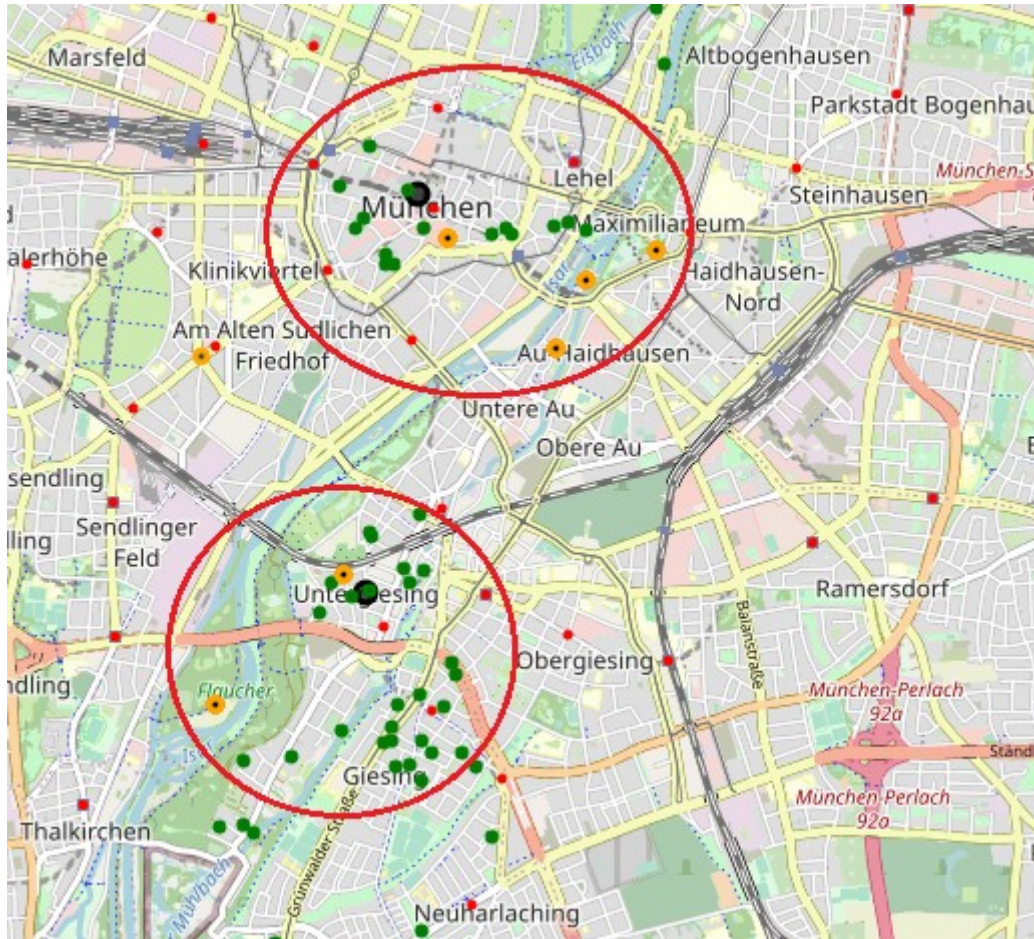 Marsfeld
Eisbach
Altbogenhausen
Parkstadt Bogenhau
Lehel
München-S
Steinhausen
München
Maximilianeum
alerhöhe
Klinikviertel
Isar
Haidhausen-
Nord
Am Alten Südlichen
Friedhof
Au-Haidhausen
Untere Au
Obere Au
sendling
Sendlinger
Feld
lling
Untergiesing
Ramersdorf
Balanstraße
Obergiesing
ndling
Flaucher
München-Perlach
92a
Isar
Stand
Giesing
München-Perlach
92a
Thalkirchen
Grünwalder Straße
Mühlbach
Neuharlaching